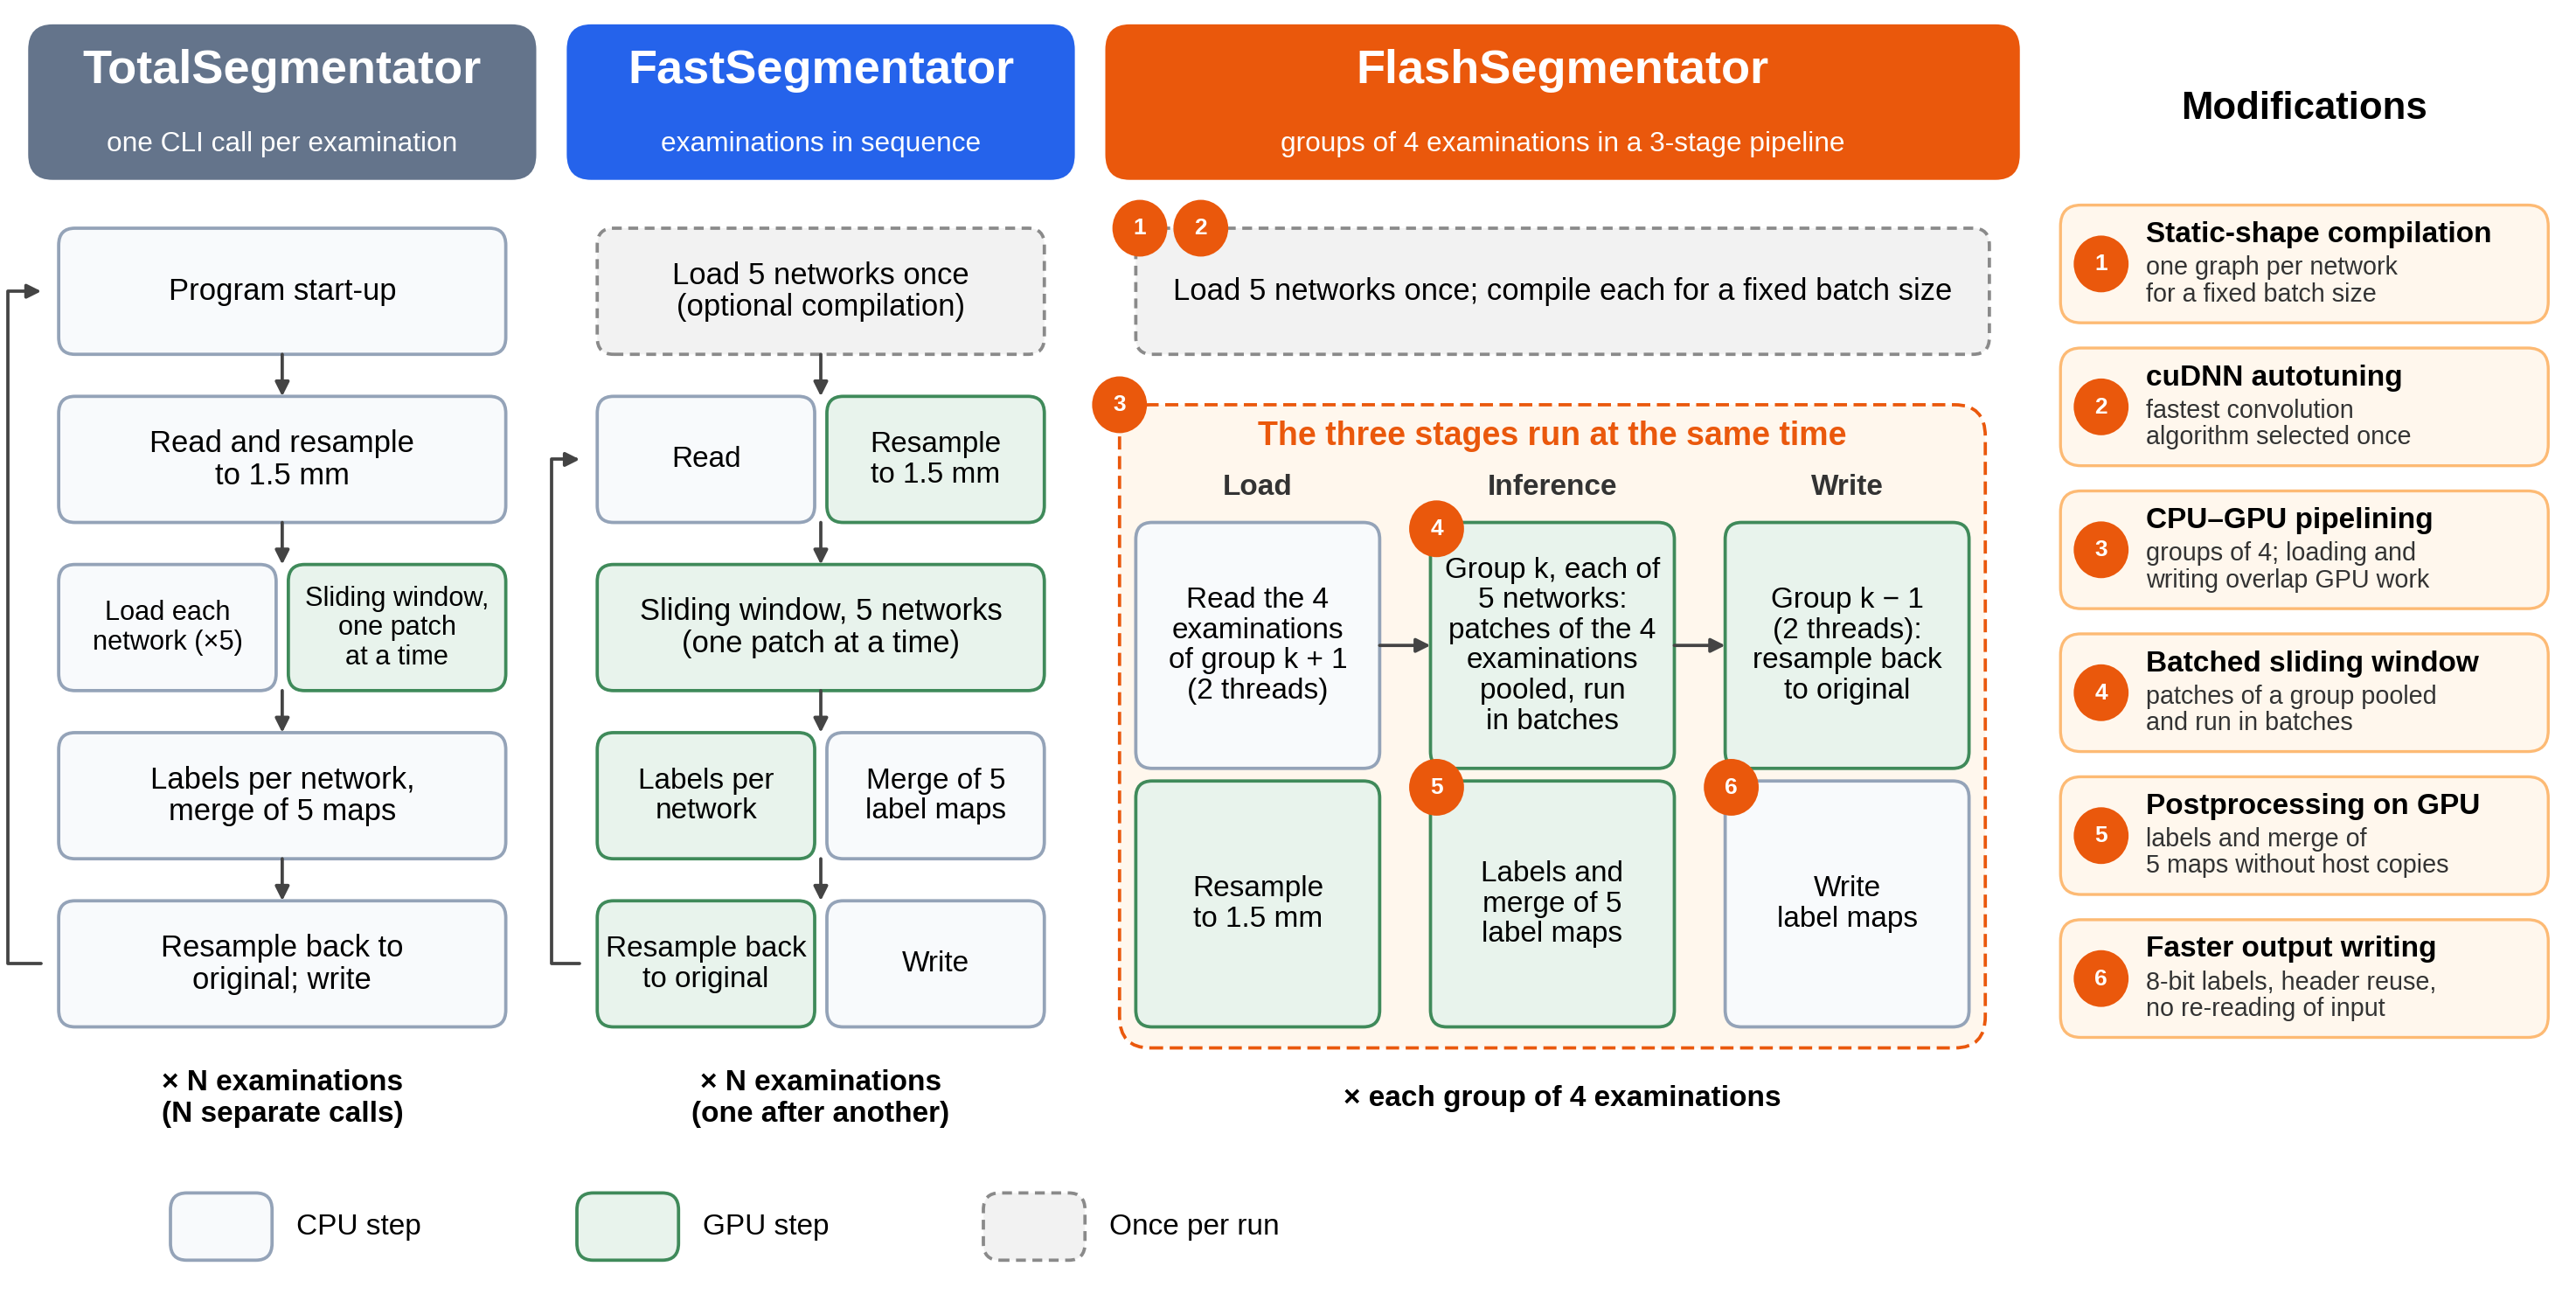 TotalSegmentator
one CLI call per examination
Program start-up
Read and resample
to 1.5 mm
Load each
network (×5)
Sliding window,
one patch
at a time
Labels per network,
merge of 5 maps
Resample back to
original; write
× N examinations
(N separate calls)
FastSegmentator
examinations in sequence
Load 5 networks once
(optional compilation)
Read
Resample
to 1.5 mm
Sliding window, 5 networks
(one patch at a time)
Labels per
network
Merge of 5
label maps
Resample back
to original
Write
× N examinations
(one after another)
FlashSegmentator
groups of 4 examinations in a 3-stage pipeline
1
2
Load 5 networks once; compile each for a fixed batch size
3
The three stages run at the same time
Load
Inference
Write
Read the 4
examinations
of group k + 1
(2 threads)
4
Group k, each of
5 networks:
patches of the 4
examinations
pooled, run
in batches
Group k − 1
(2 threads):
resample back
to original
Resample
to 1.5 mm
5
Labels and
merge of 5
label maps
6
Write
label maps
× each group of 4 examinations
Modifications
1
Static-shape compilation
one graph per network
for a fixed batch size
2
cuDNN autotuning
fastest convolution
algorithm selected once
3
CPU–GPU pipelining
groups of 4; loading and
writing overlap GPU work
4
Batched sliding window
patches of a group pooled
and run in batches
5
Postprocessing on GPU
labels and merge of
5 maps without host copies
6
Faster output writing
8-bit labels, header reuse,
no re-reading of input
CPU step
GPU step
Once per run